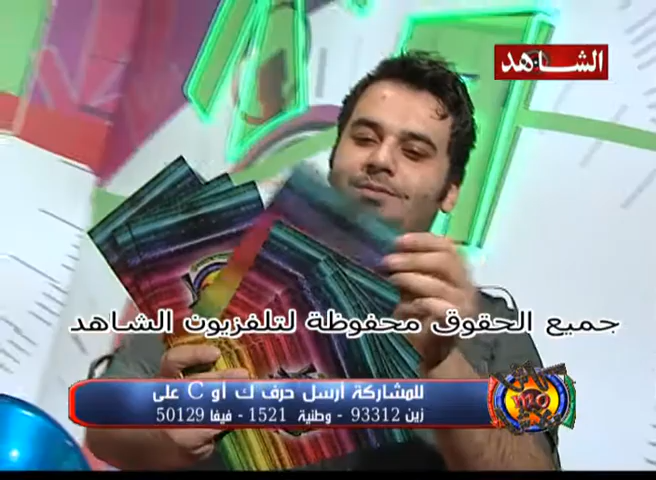 الشاهد
جميع الحقوق محفوظة لتلفزيون الشاهد
للمشاركة أرسل حرف ك أو C على
زين 93312 - وطنية 1521 - فيفا 50129